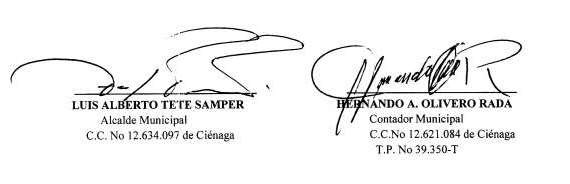 LUIS ALBERTO TETE SAMPER
Alcalde Municipal
C.C. No 12.634.097 de Ciénaga
HERNANDO A. OLIVERO RADA
Contador Municipal
C.C.No 12.621.084 de Ciénaga
T.P. No 39.350-T